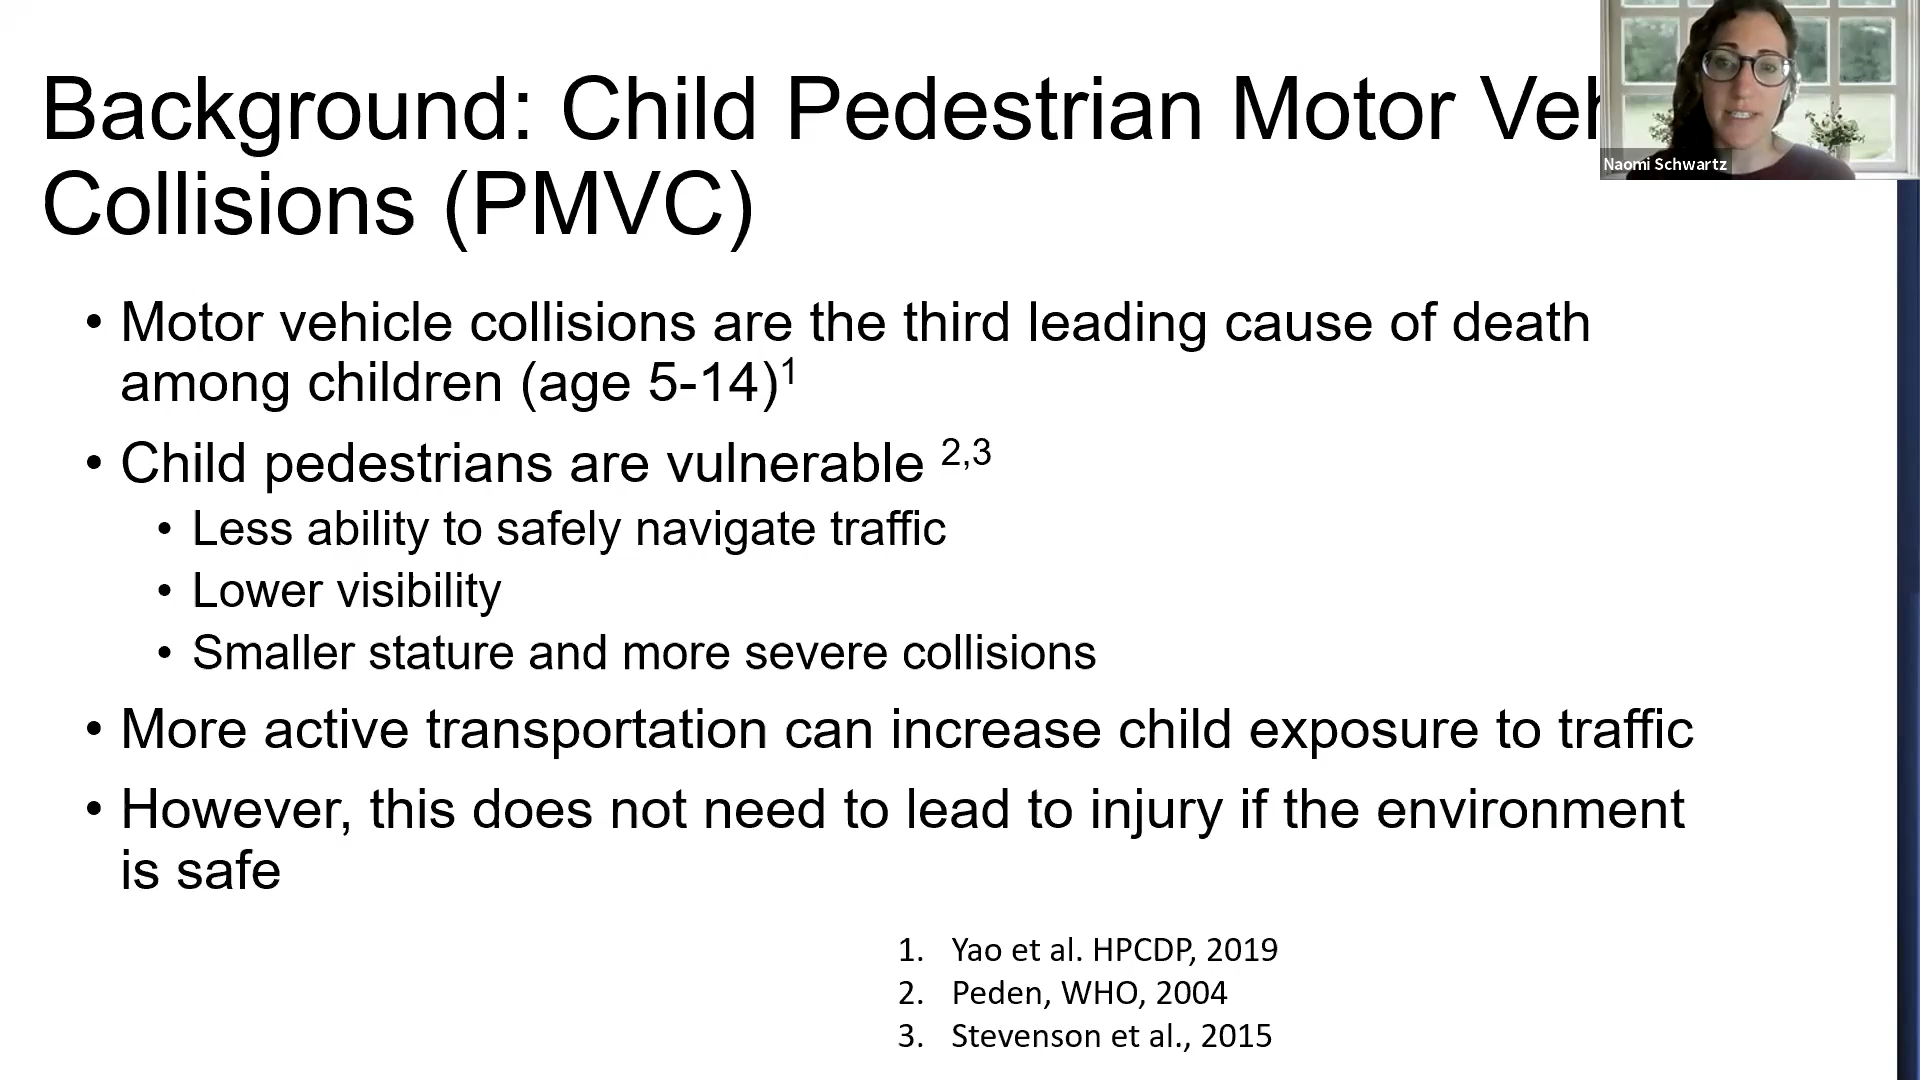 Background: Child Pedestrian Motor Veh
Collisions (PMVC)
Naomi Schwartz
• Motor vehicle collisions are the third leading cause of death
among children (age 5-14)¹
• Child pedestrians are vulnerable ²,³
• Less ability to safely navigate traffic
• Lower visibility
• Smaller stature and more severe collisions
• More active transportation can increase child exposure to traffic
• However, this does not need to lead to injury if the environment
is safe
1. Yao et al. HPCDP, 2019
2. Peden, WHO, 2004
3. Stevenson et al., 2015